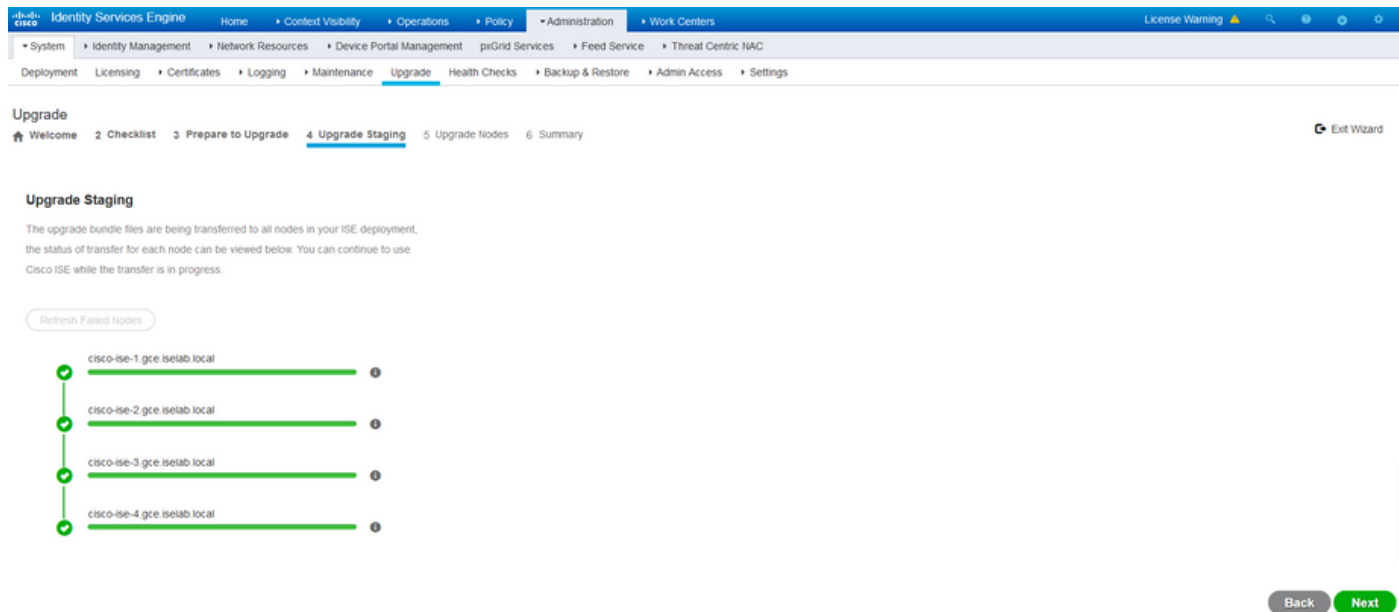 cisco Identity Services Engine Home Context Visibility Operations Policy Administration Work Centers License Warning
System Identity Management Network Resources Device Portal Management pxGrid Services Feed Service Threat Centric NAC
Deployment Licensing Certificates Logging Maintenance Upgrade Health Checks Backup & Restore Admin Access Settings
Upgrade
Welcome 2 Checklist 3 Prepare to Upgrade 4 Upgrade Staging 5 Upgrade Nodes 6 Summary Exit Wizard
Upgrade Staging
The upgrade bundle files are being transferred to all nodes in your ISE deployment,
the status of transfer for each node can be viewed below. You can continue to use
Cisco ISE while the transfer is in progress.
Refresh Failed Nodes
cisco-ise-1.gce.iselab.local
cisco-ise-2.gce.iselab.local
cisco-ise-3.gce.iselab.local
cisco-ise-4.gce.iselab.local
Back Next